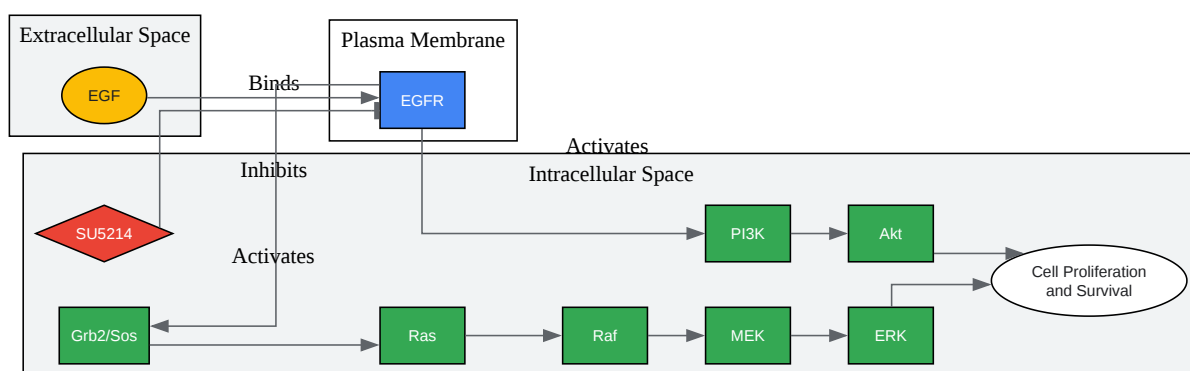 Extracellular Space
Plasma Membrane
EGF
Binds
EGFR
Activates
Inhibits
Intracellular Space
SU5214
PI3K
Akt
Activates
Cell Proliferation
and Survival
Grb2/Sos
Ras
Raf
MEK
ERK